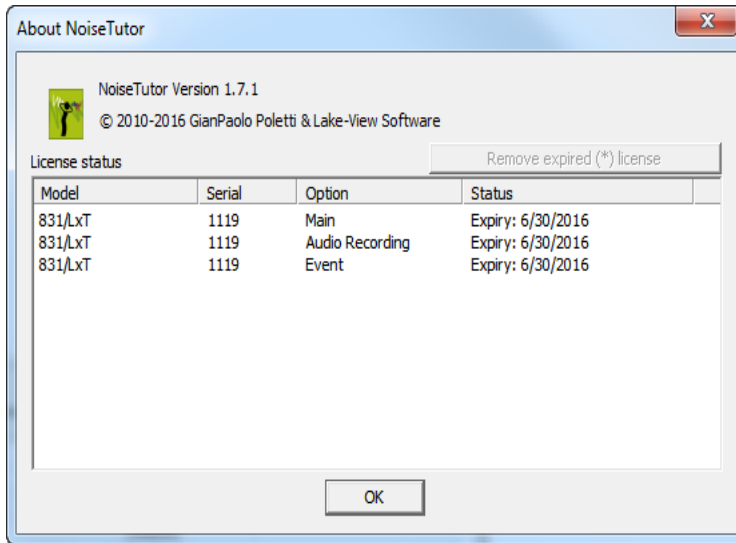 About NoiseTutor
NoiseTutor Version 1.7.1
© 2010-2016 GianPaolo Poletti & Lake-View Software
License status
Remove expired (*) license
Model Serial Option Status
831/LxT 1119 Main Expiry: 6/30/2016
831/LxT 1119 Audio Recording Expiry: 6/30/2016
831/LxT 1119 Event Expiry: 6/30/2016
OK